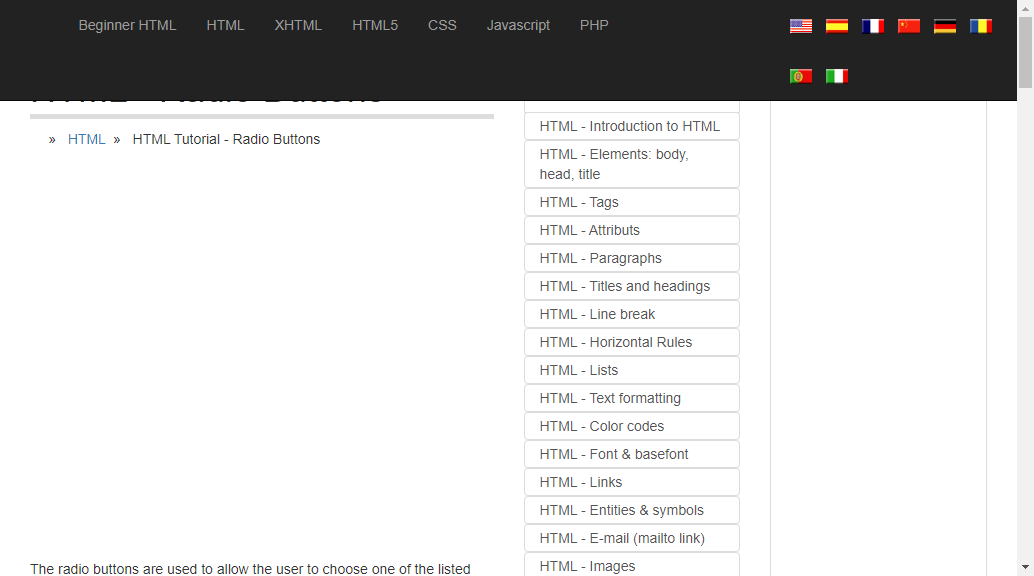 Beginner HTML HTML XHTML HTML5 CSS Javascript PHP
» HTML » HTML Tutorial - Radio Buttons
The radio buttons are used to allow the user to choose one of the listed
HTML - Introduction to HTML
HTML - Elements: body,
head, title
HTML - Tags
HTML - Attributs
HTML - Paragraphs
HTML - Titles and headings
HTML - Line break
HTML - Horizontal Rules
HTML - Lists
HTML - Text formatting
HTML - Color codes
HTML - Font & basefont
HTML - Links
HTML - Entities & symbols
HTML - E-mail (mailto link)
HTML - Images